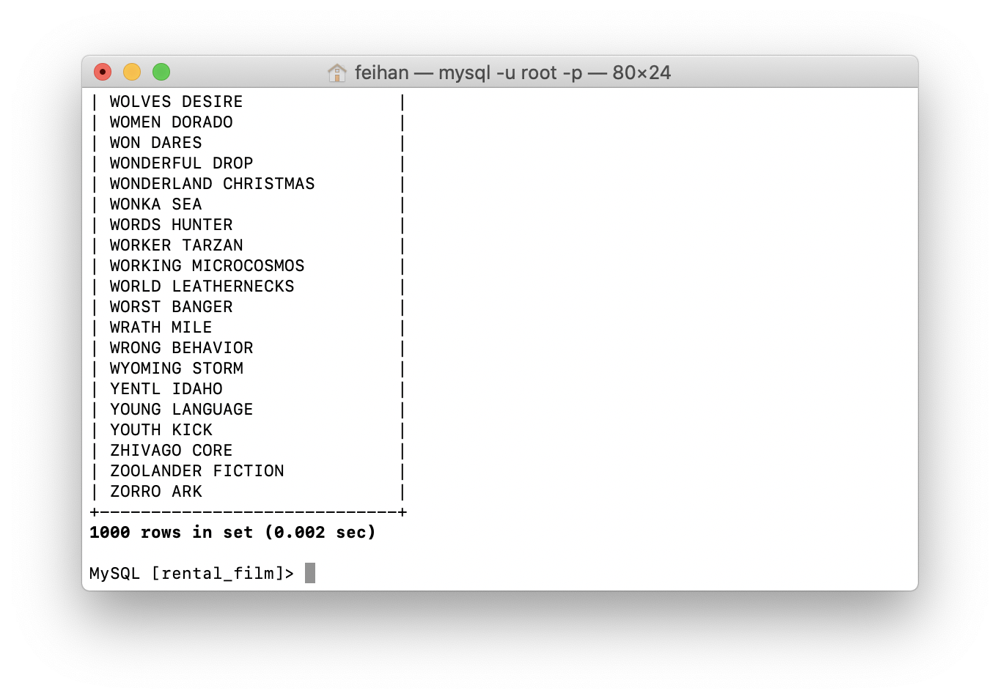 feihan — mysql -u root -p — 80×24
| WOLVES DESIRE               |
| WOMEN DORADO                |
| WON DARES                   |
| WONDERFUL DROP              |
| WONDERLAND CHRISTMAS        |
| WONKA SEA                   |
| WORDS HUNTER                |
| WORKER TARZAN               |
| WORKING MICROCOSMOS         |
| WORLD LEATHERNECKS          |
| WORST BANGER                |
| WRATH MILE                  |
| WRONG BEHAVIOR              |
| WYOMING STORM               |
| YENTL IDAHO                 |
| YOUNG LANGUAGE              |
| YOUTH KICK                  |
| ZHIVAGO CORE                |
| ZOOLANDER FICTION           |
| ZORRO ARK                   |
+-----------------------------+
1000 rows in set (0.002 sec)
MySQL [rental_film]>